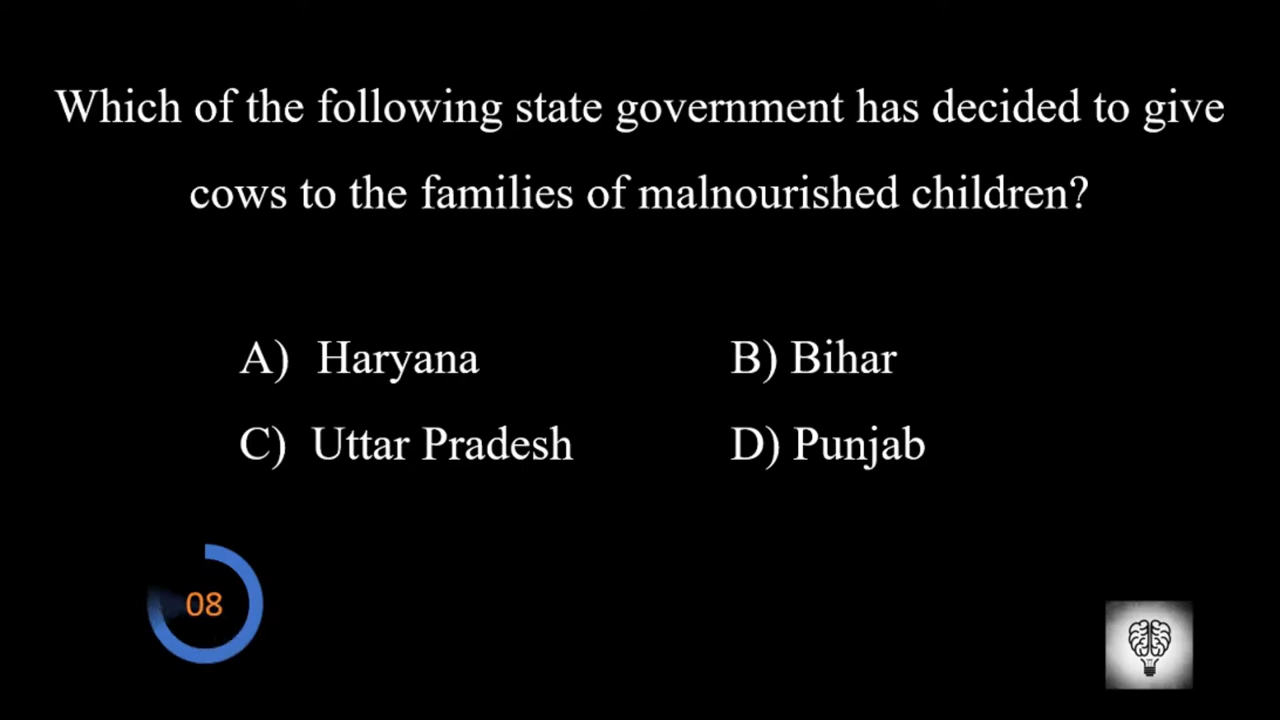 Which of the following state government has decided to give
cows to the families of malnourished children?
A) Haryana B) Bihar
C) Uttar Pradesh D) Punjab
08